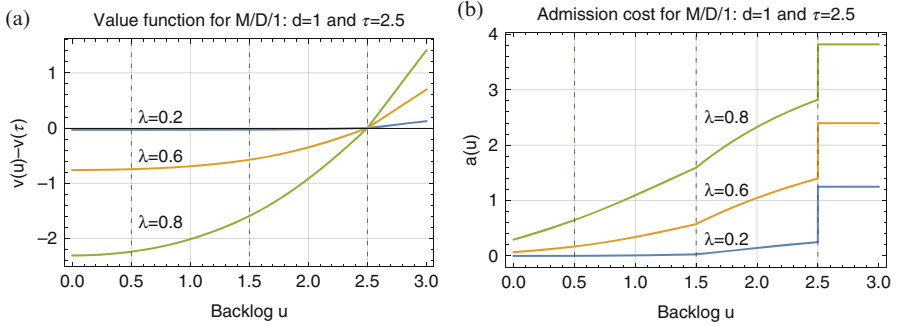 (a)
Value function for M/D/1: d=1 and τ=2.5
v(u)−v(τ)
1
0
−1
−2
λ=0.2
λ=0.6
λ=0.8
0.0 0.5 1.0 1.5 2.0 2.5 3.0
Backlog u
(b)
Admission cost for M/D/1: d=1 and τ=2.5
a(u)
4
3
2
1
0
λ=0.8
λ=0.6
λ=0.2
0.0 0.5 1.0 1.5 2.0 2.5 3.0
Backlog u